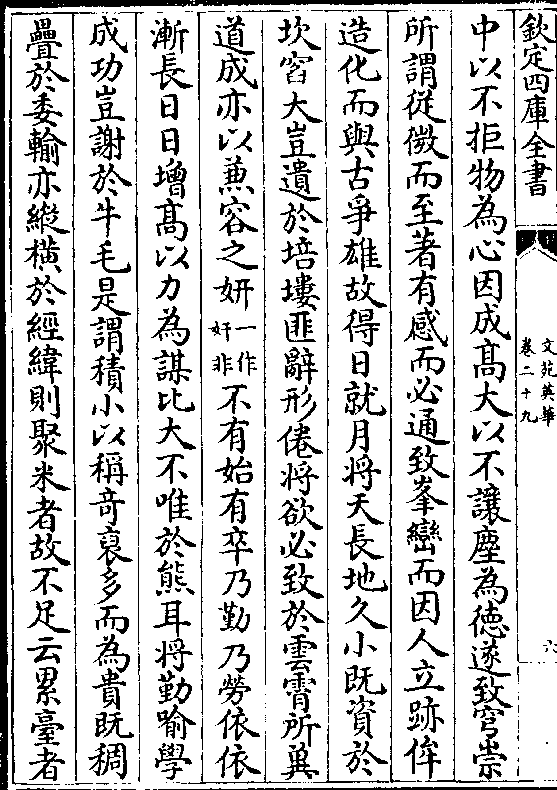 欽定四庫全書
文苑英華
卷二十九
六
中以不拒物為心因成髙大以不讓塵為徳遂致穹崇
所謂從微而至著有感而必通致峯巒而因人立跡侔
造化而與古爭雄故得日就月將天長地久小既資於
坎窞大豈遺於培塿匪辭形倦將欲必致於雲霄所冀
道成亦以兼容之妍一作奸非不有始有卒乃勤乃勞依依
漸長日日增髙以力為謀比大不唯於熊耳將勤喻學
成功豈謝於牛毛是謂積小以稱竒裒多而為貴既稠
疊於委輸亦縱橫於經緯則聚米者故不足云累臺者